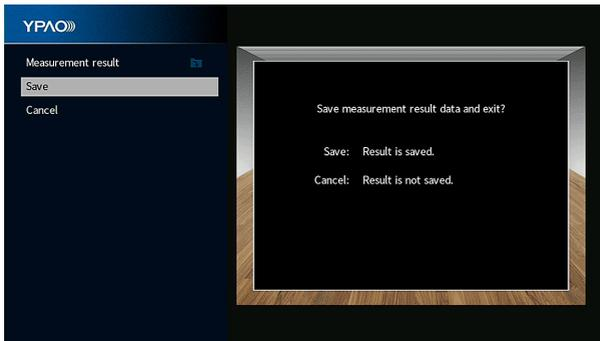 YPAO
Measurement result
Save
Cancel
Save measurement result data and exit?
Save: Result is saved.
Cancel: Result is not saved.